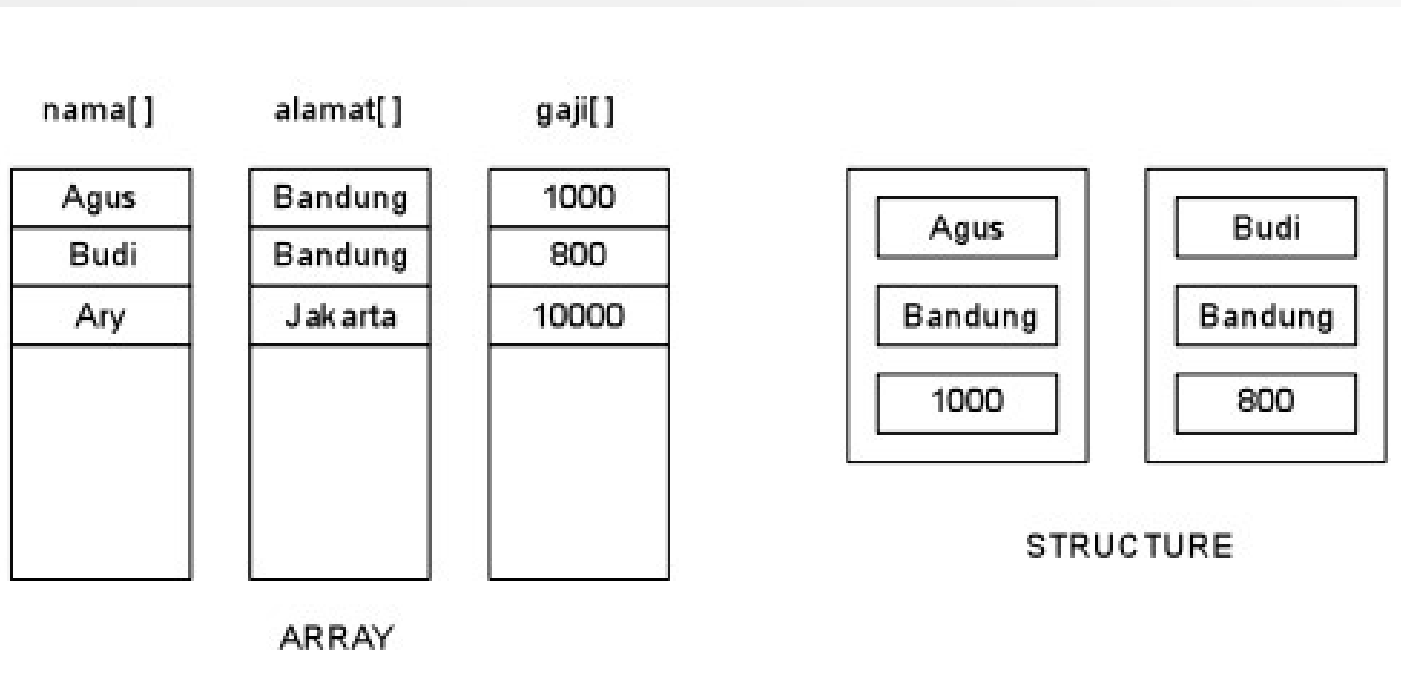 nama[ ]
alamat[ ]
gaji[ ]
Agus
Bandung
1000
Budi
Bandung
800
Ary
Jakarta
10000
ARRAY
Agus
Bandung
1000
Budi
Bandung
800
STRUCTURE